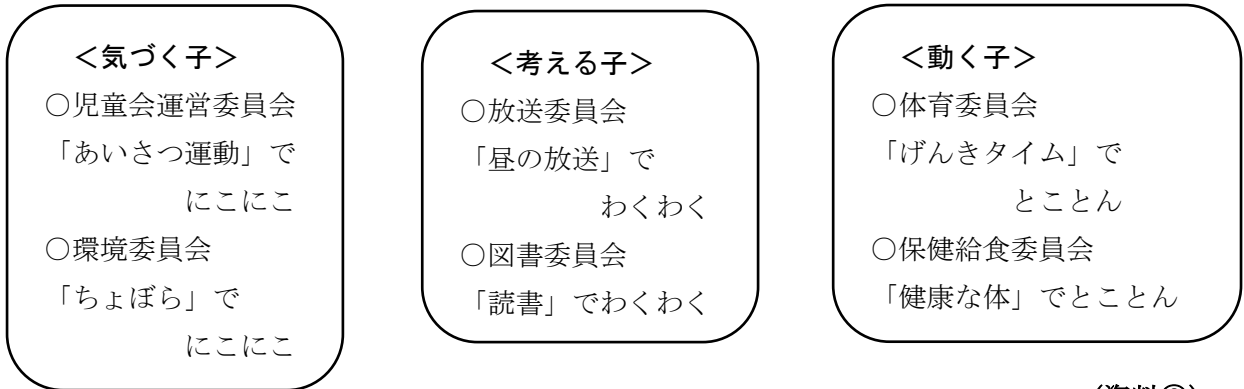 <気づく子>
○児童会運営委員会
「あいさつ運動」で
にこにこ
○環境委員会
「ちょぼら」で
にこにこ
<考える子>
○放送委員会
「昼の放送」で
わくわく
○図書委員会
「読書」でわくわく
<動く子>
○体育委員会
「げんきタイム」で
とことん
○保健給食委員会
「健康な体」でとことん